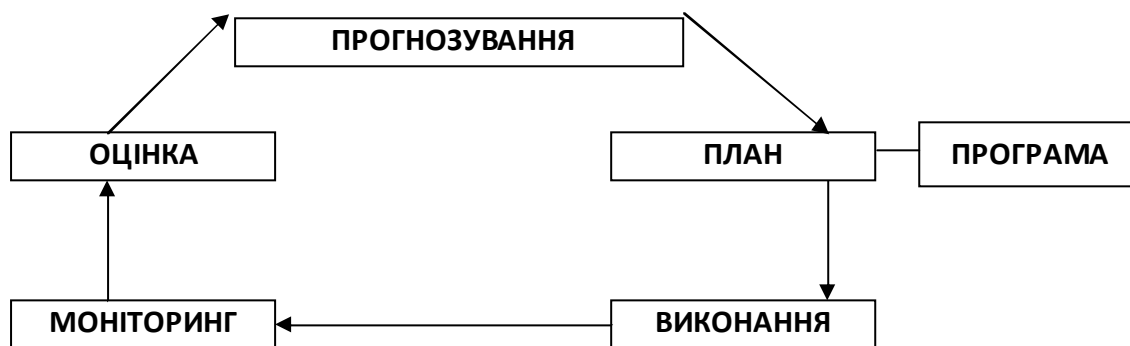 ПРОГНОЗУВАННЯ
ОЦІНКА
ПЛАН
ПРОГРАМА
МОНІТОРИНГ
ВИКОНАННЯ